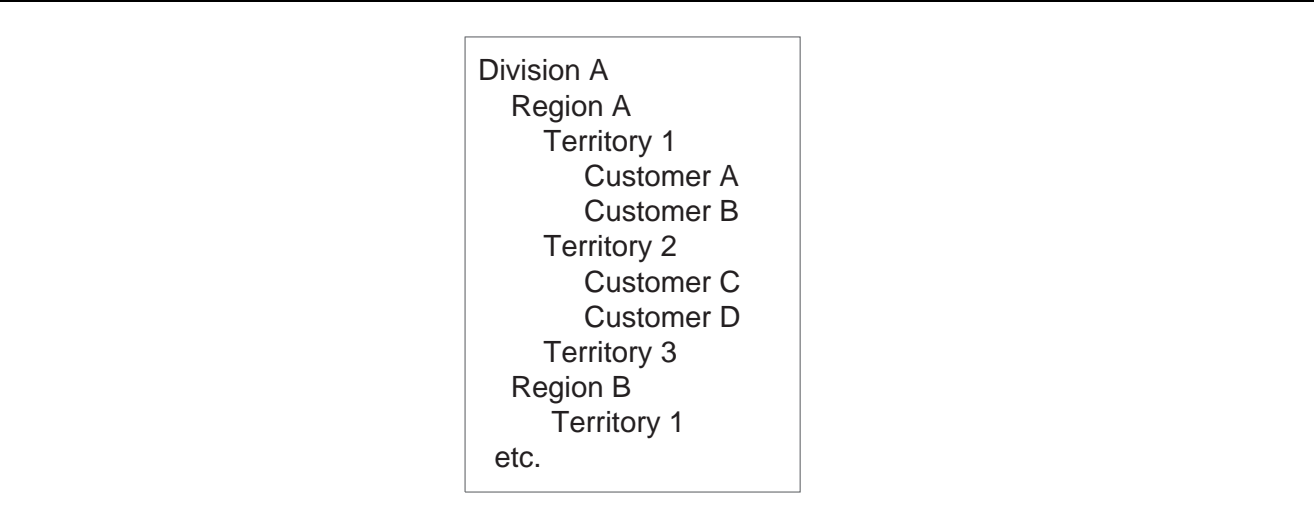 Division A
Region A
Territory 1
Customer A
Customer B
Territory 2
Customer C
Customer D
Territory 3
Region B
Territory 1
etc.